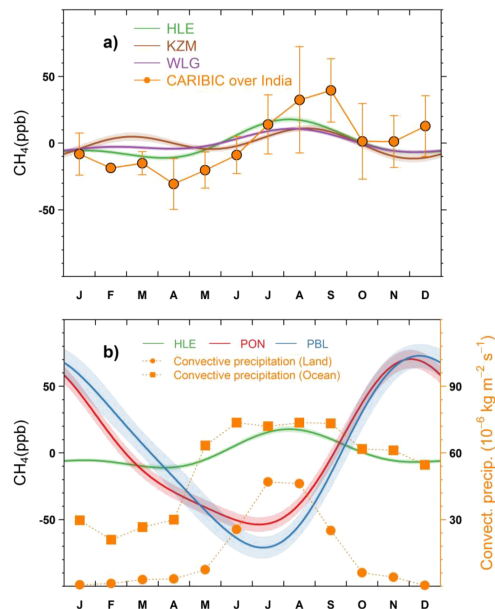 a)
HLE
KZM
WLG
CARIBIC over India
CH4(ppb)
50
0
-50
J F M A M J J A S O N D
b)
HLE PON PBL
Convective precipitation (Land)
Convective precipitation (Ocean)
CH4(ppb)
50
0
-50
90
60
30
Convect. precip. (10⁻⁶ kg m⁻² s⁻¹)
J F M A M J J A S O N D